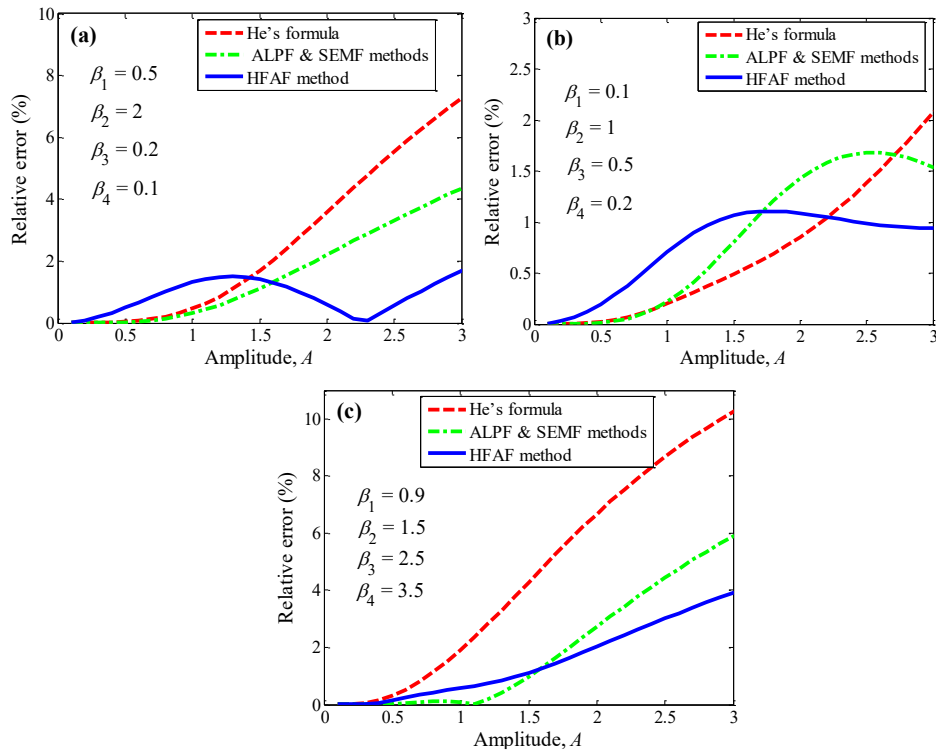 (a)
He's formula
ALPF & SEMF methods
HFAF method
β1 = 0.5
β2 = 2
β3 = 0.2
β4 = 0.1
Relative error (%)
10
8
6
4
2
0
0 0.5 1 1.5 2 2.5 3
Amplitude, A
(b)
He's formula
ALPF & SEMF methods
HFAF method
β1 = 0.1
β2 = 1
β3 = 0.5
β4 = 0.2
Relative error (%)
3
2.5
2
1.5
1
0.5
0
0 0.5 1 1.5 2 2.5 3
Amplitude, A
(c)
He's formula
ALPF & SEMF methods
HFAF method
β1 = 0.9
β2 = 1.5
β3 = 2.5
β4 = 3.5
Relative error (%)
10
8
6
4
2
0
0 0.5 1 1.5 2 2.5 3
Amplitude, A